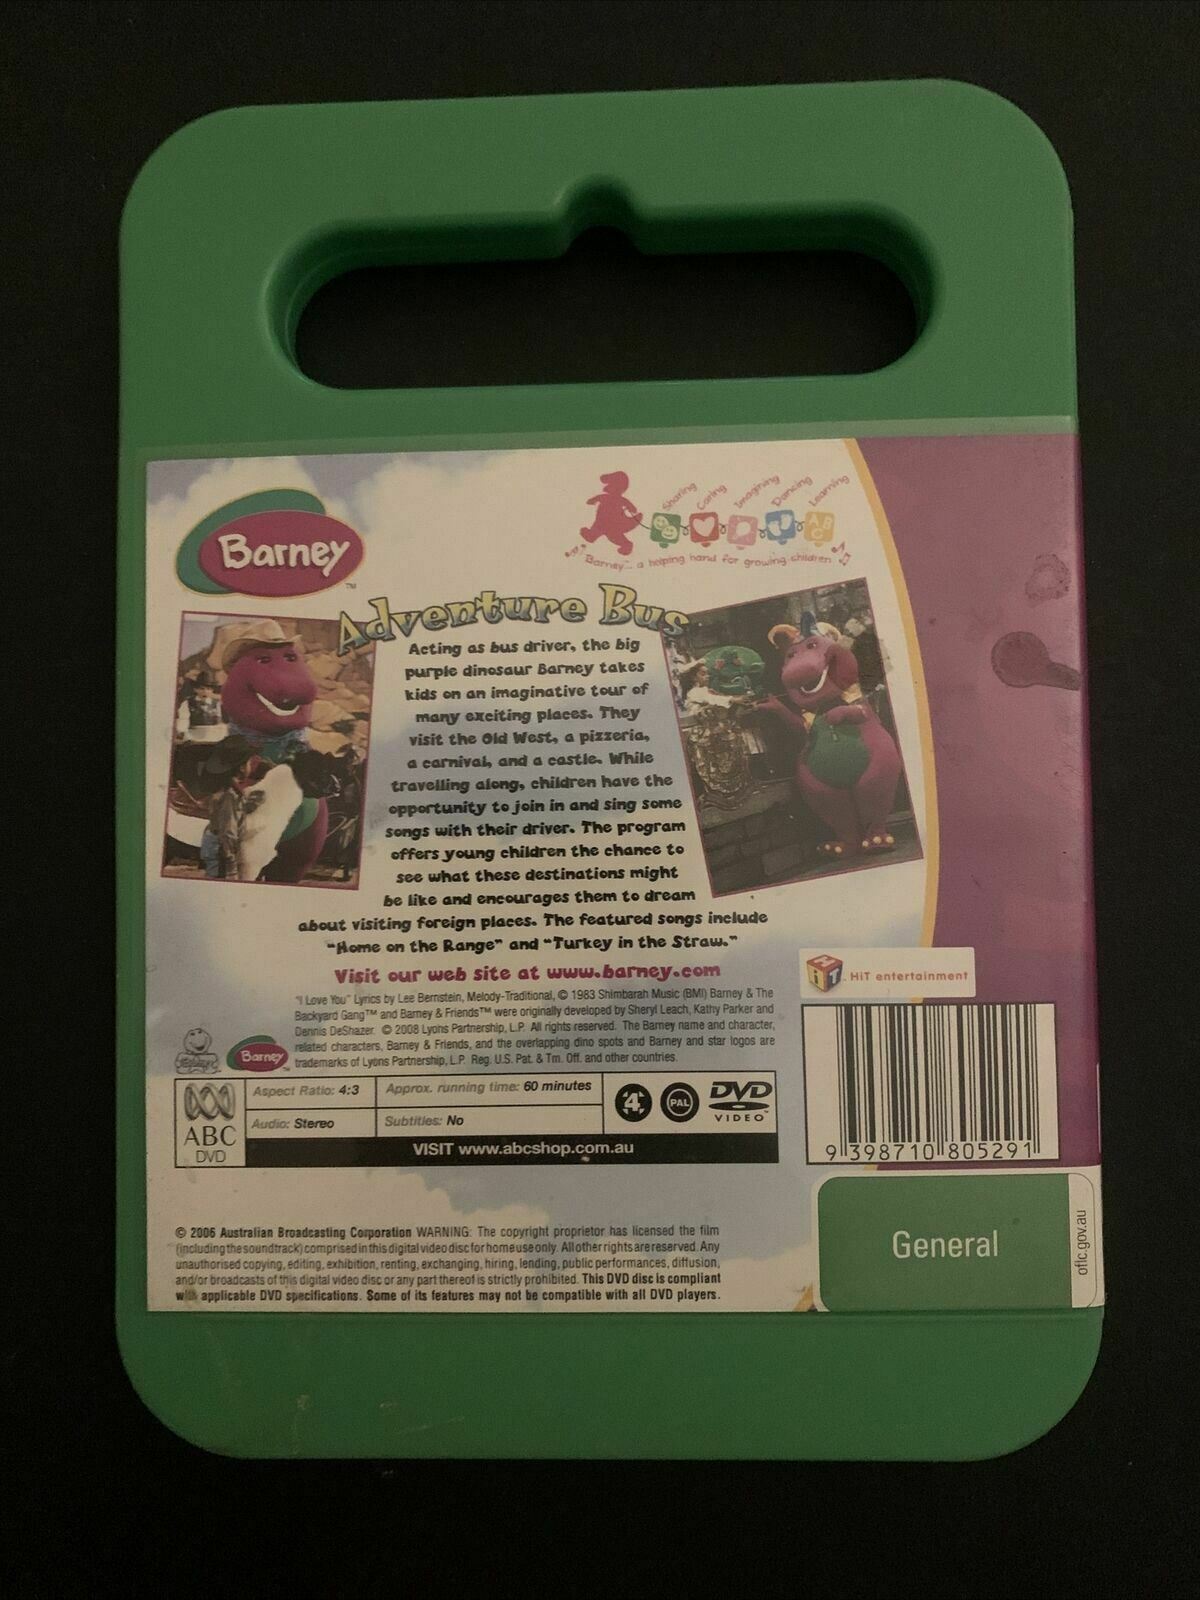 Barney
TM
Sharing
Caring
Imagining
Dancing
Learning
A B
C
"Barney"... a helping hand for growing children
Adventure Bus
Acting as bus driver, the big
purple dinosaur Barney takes
kids on an imaginative tour of
many exciting places. They
visit the Old West, a pizzeria,
a carnival, and a castle. While
travelling along, children have the
opportunity to join in and sing some
songs with their driver. The program
offers young children the chance to
see what these destinations might
be like and encourages them to dream
about visiting foreign places. The featured songs include
"Home on the Range" and "Turkey in the Straw."
Visit our web site at www.barney.com
"I Love You" Lyrics by Lee Bernstein, Melody-Traditional, © 1983 Shimbarah Music (BMI) Barney & The
Backyard Gang™ and Barney & Friends™ were originally developed by Sheryl Leach, Kathy Parker and
Dennis DeShazer. © 2008 Lyons Partnership, L.P. All rights reserved. The Barney name and character,
related characters, Barney & Friends, and the overlapping dino spots and Barney and star logos are
trademarks of Lyons Partnership, L.P. Reg. U.S. Pat. & Tm. Off. and other countries.
Barney
HiT
HiT entertainment
ABC
DVD
Aspect Ratio: 4:3
Approx. running time: 60 minutes
Audio: Stereo
Subtitles: No
4
PAL
DVD
VIDEO
VISIT www.abcshop.com.au
9 398710 805291
General
oflc.gov.au
© 2006 Australian Broadcasting Corporation WARNING: The copyright proprietor has licensed the film
(including the soundtrack) comprised in this digital video disc for home use only. All other rights are reserved. Any
unauthorised copying, editing, exhibition, renting, exchanging, hiring, lending, public performances, diffusion,
and/or broadcasts of this digital video disc or any part thereof is strictly prohibited. This DVD disc is compliant
with applicable DVD specifications. Some of its features may not be compatible with all DVD players.